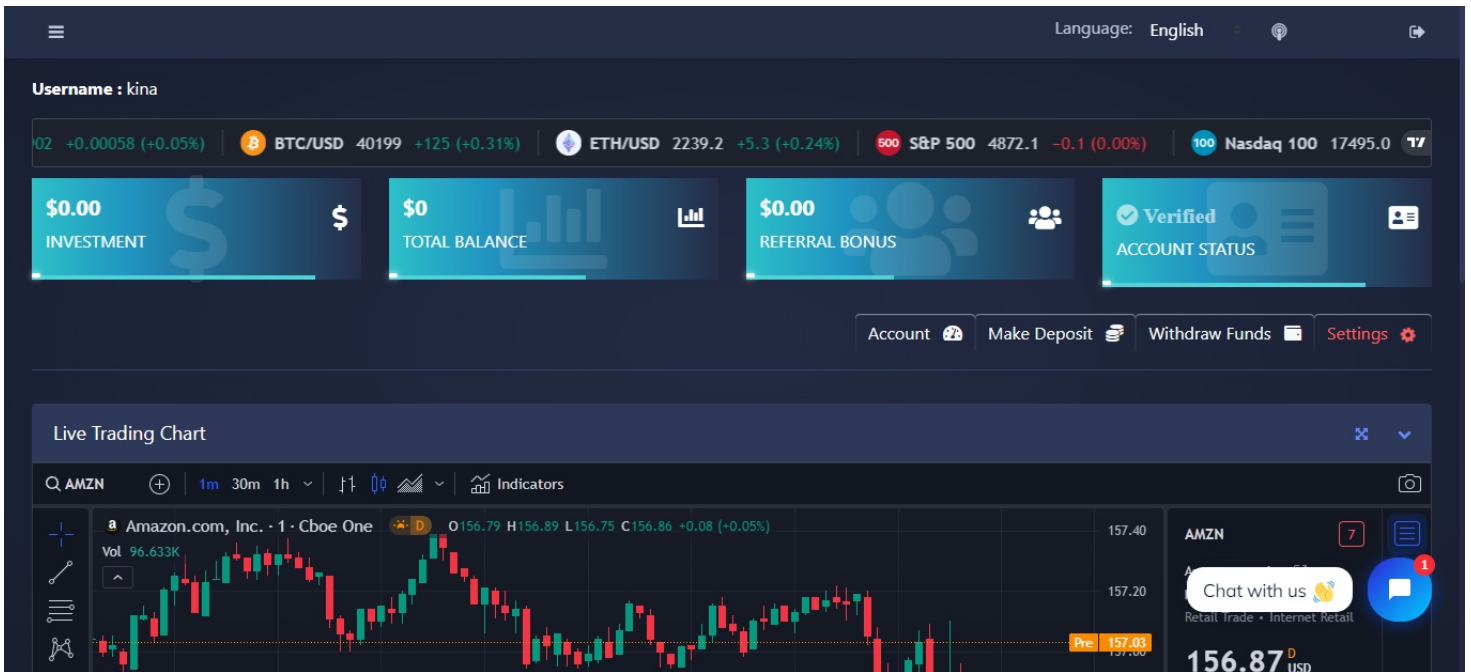 Language: English
Username : kina
02 +0.00058 (+0.05%) BTC/USD 40199 +125 (+0.31%) ETH/USD 2239.2 +5.3 (+0.24%) 500 S&P 500 4872.1 −0.1 (0.00%) 100 Nasdaq 100 17495.0
$0.00 $0 $0.00 Verified
INVESTMENT TOTAL BALANCE REFERRAL BONUS ACCOUNT STATUS
Account Make Deposit Withdraw Funds Settings
Live Trading Chart
AMZN 1m 30m 1h Indicators
Amazon.com, Inc. · 1 · Cboe One D O156.79 H156.89 L156.75 C156.86 +0.08 (+0.05%) 157.40 AMZN 7
Vol 96.633K
1
Chat with us 👋
157.20
Retail Trade • Internet Retail
Pre 157.03
157.00
156.87 D USD